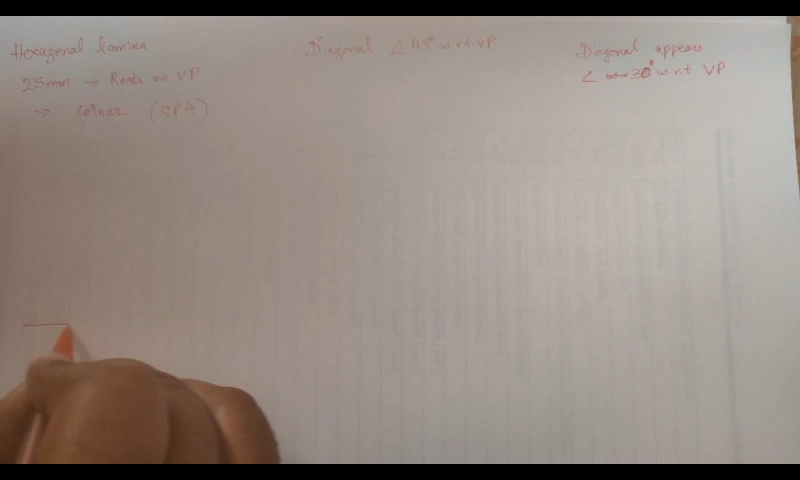 Hexagonal lamina
25mm → Rests on VP
→ Corner (SP4)
Diagonal ∠ 45° w.r.t VP
Diagonal appears
∠ 30° w.r.t VP